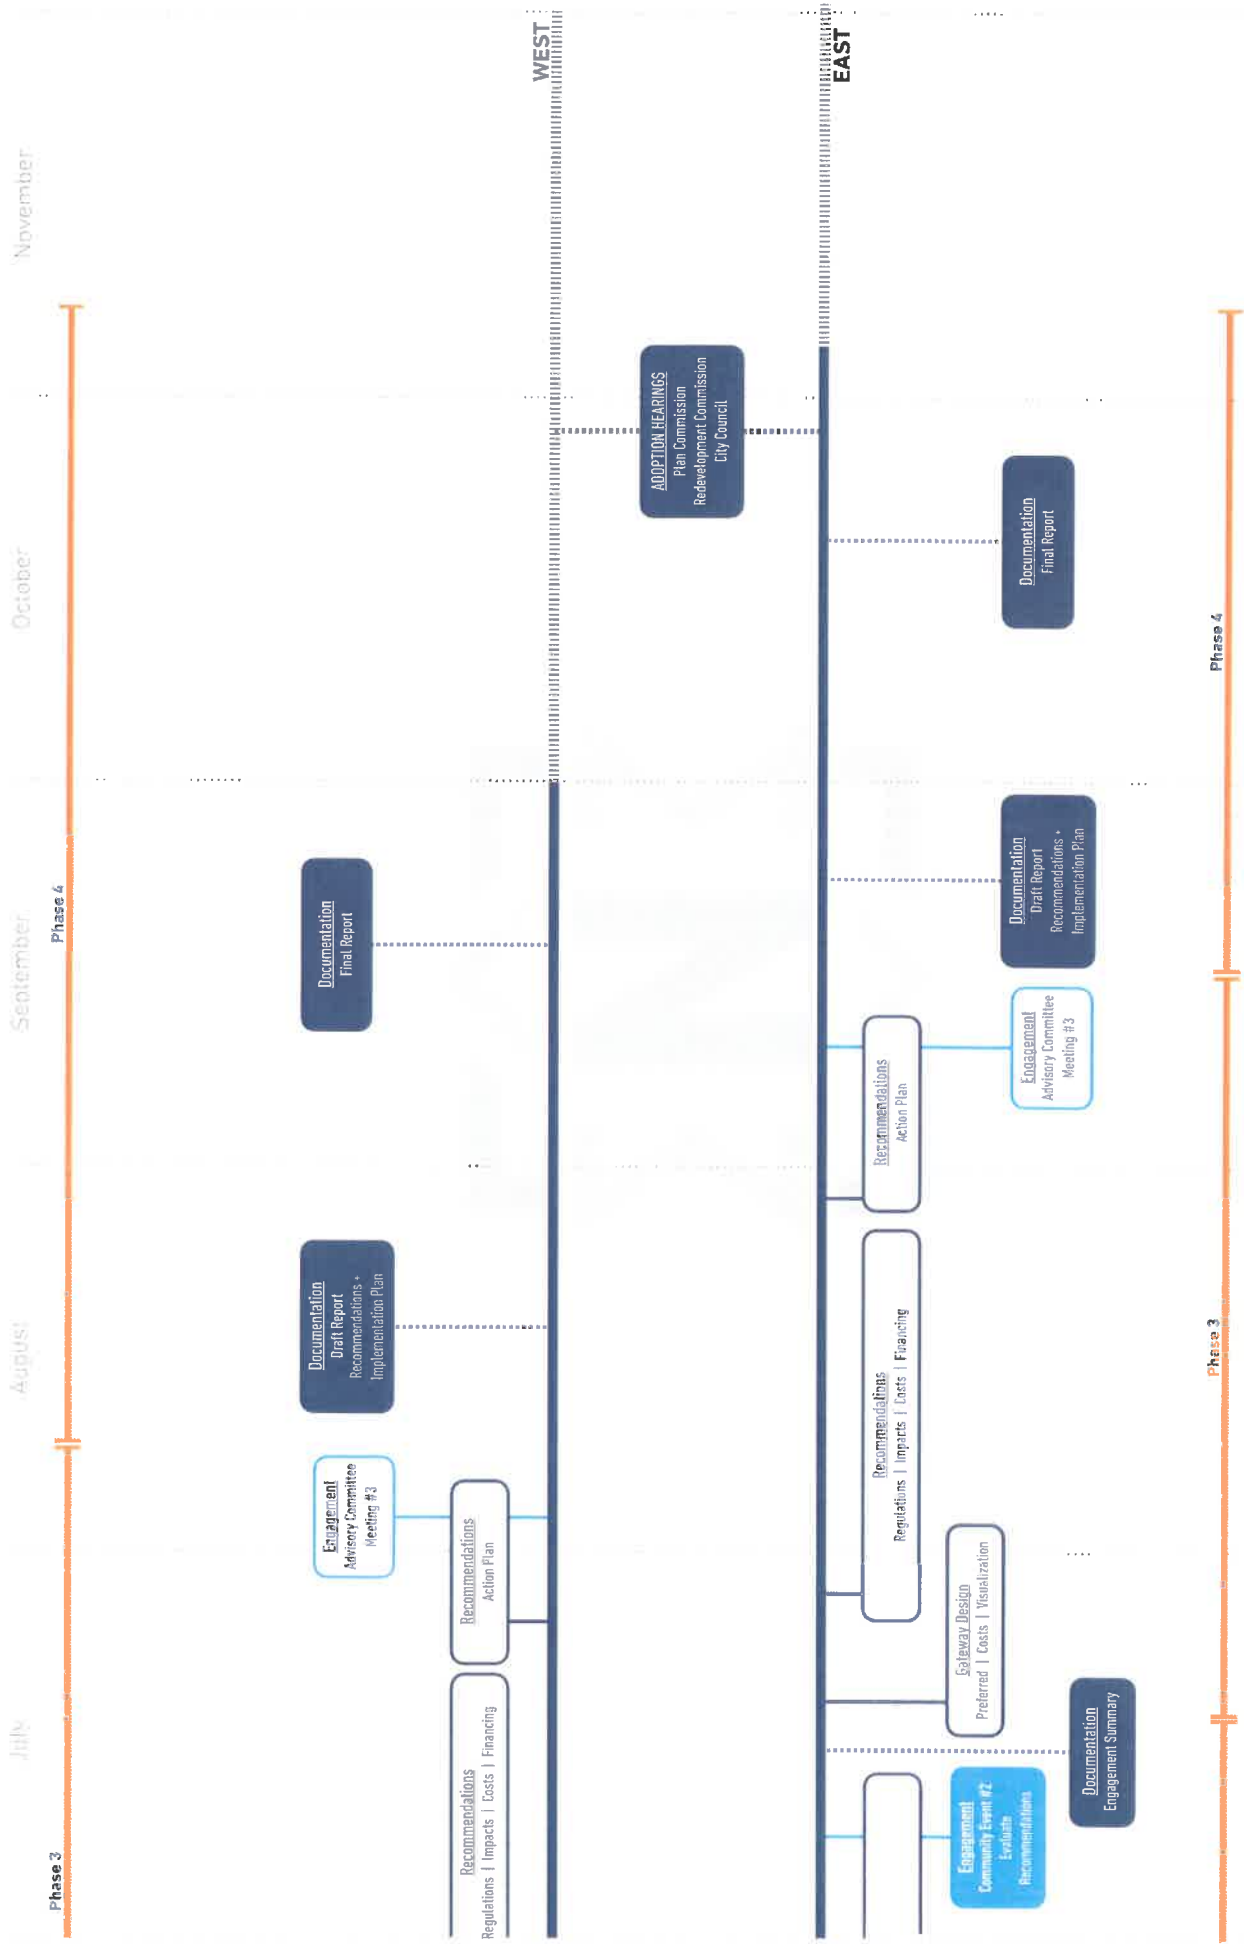 July
August
September
October
November
Phase 3
Phase 4
Engagement
Advisory Committee
Meeting #3
Documentation
Draft Report
Recommendations +
Implementation Plan
Documentation
Final Report
Recommendations
Regulations | Impacts | Costs | Financing
Recommendations
Action Plan
WEST
ADOPTION HEARINGS
Plan Commission
Redevelopment Commission
City Council
EAST
Recommendations
Regulations | Impacts | Costs | Financing
Recommendations
Action Plan
Gateway Design
Preferred | Costs | Visualization
Engagement
Community Event #2
Evaluate
Recommendations
Engagement
Advisory Committee
Meeting #3
Documentation
Draft Report
Recommendations +
Implementation Plan
Documentation
Final Report
Documentation
Engagement Summary
Phase 3
Phase 4